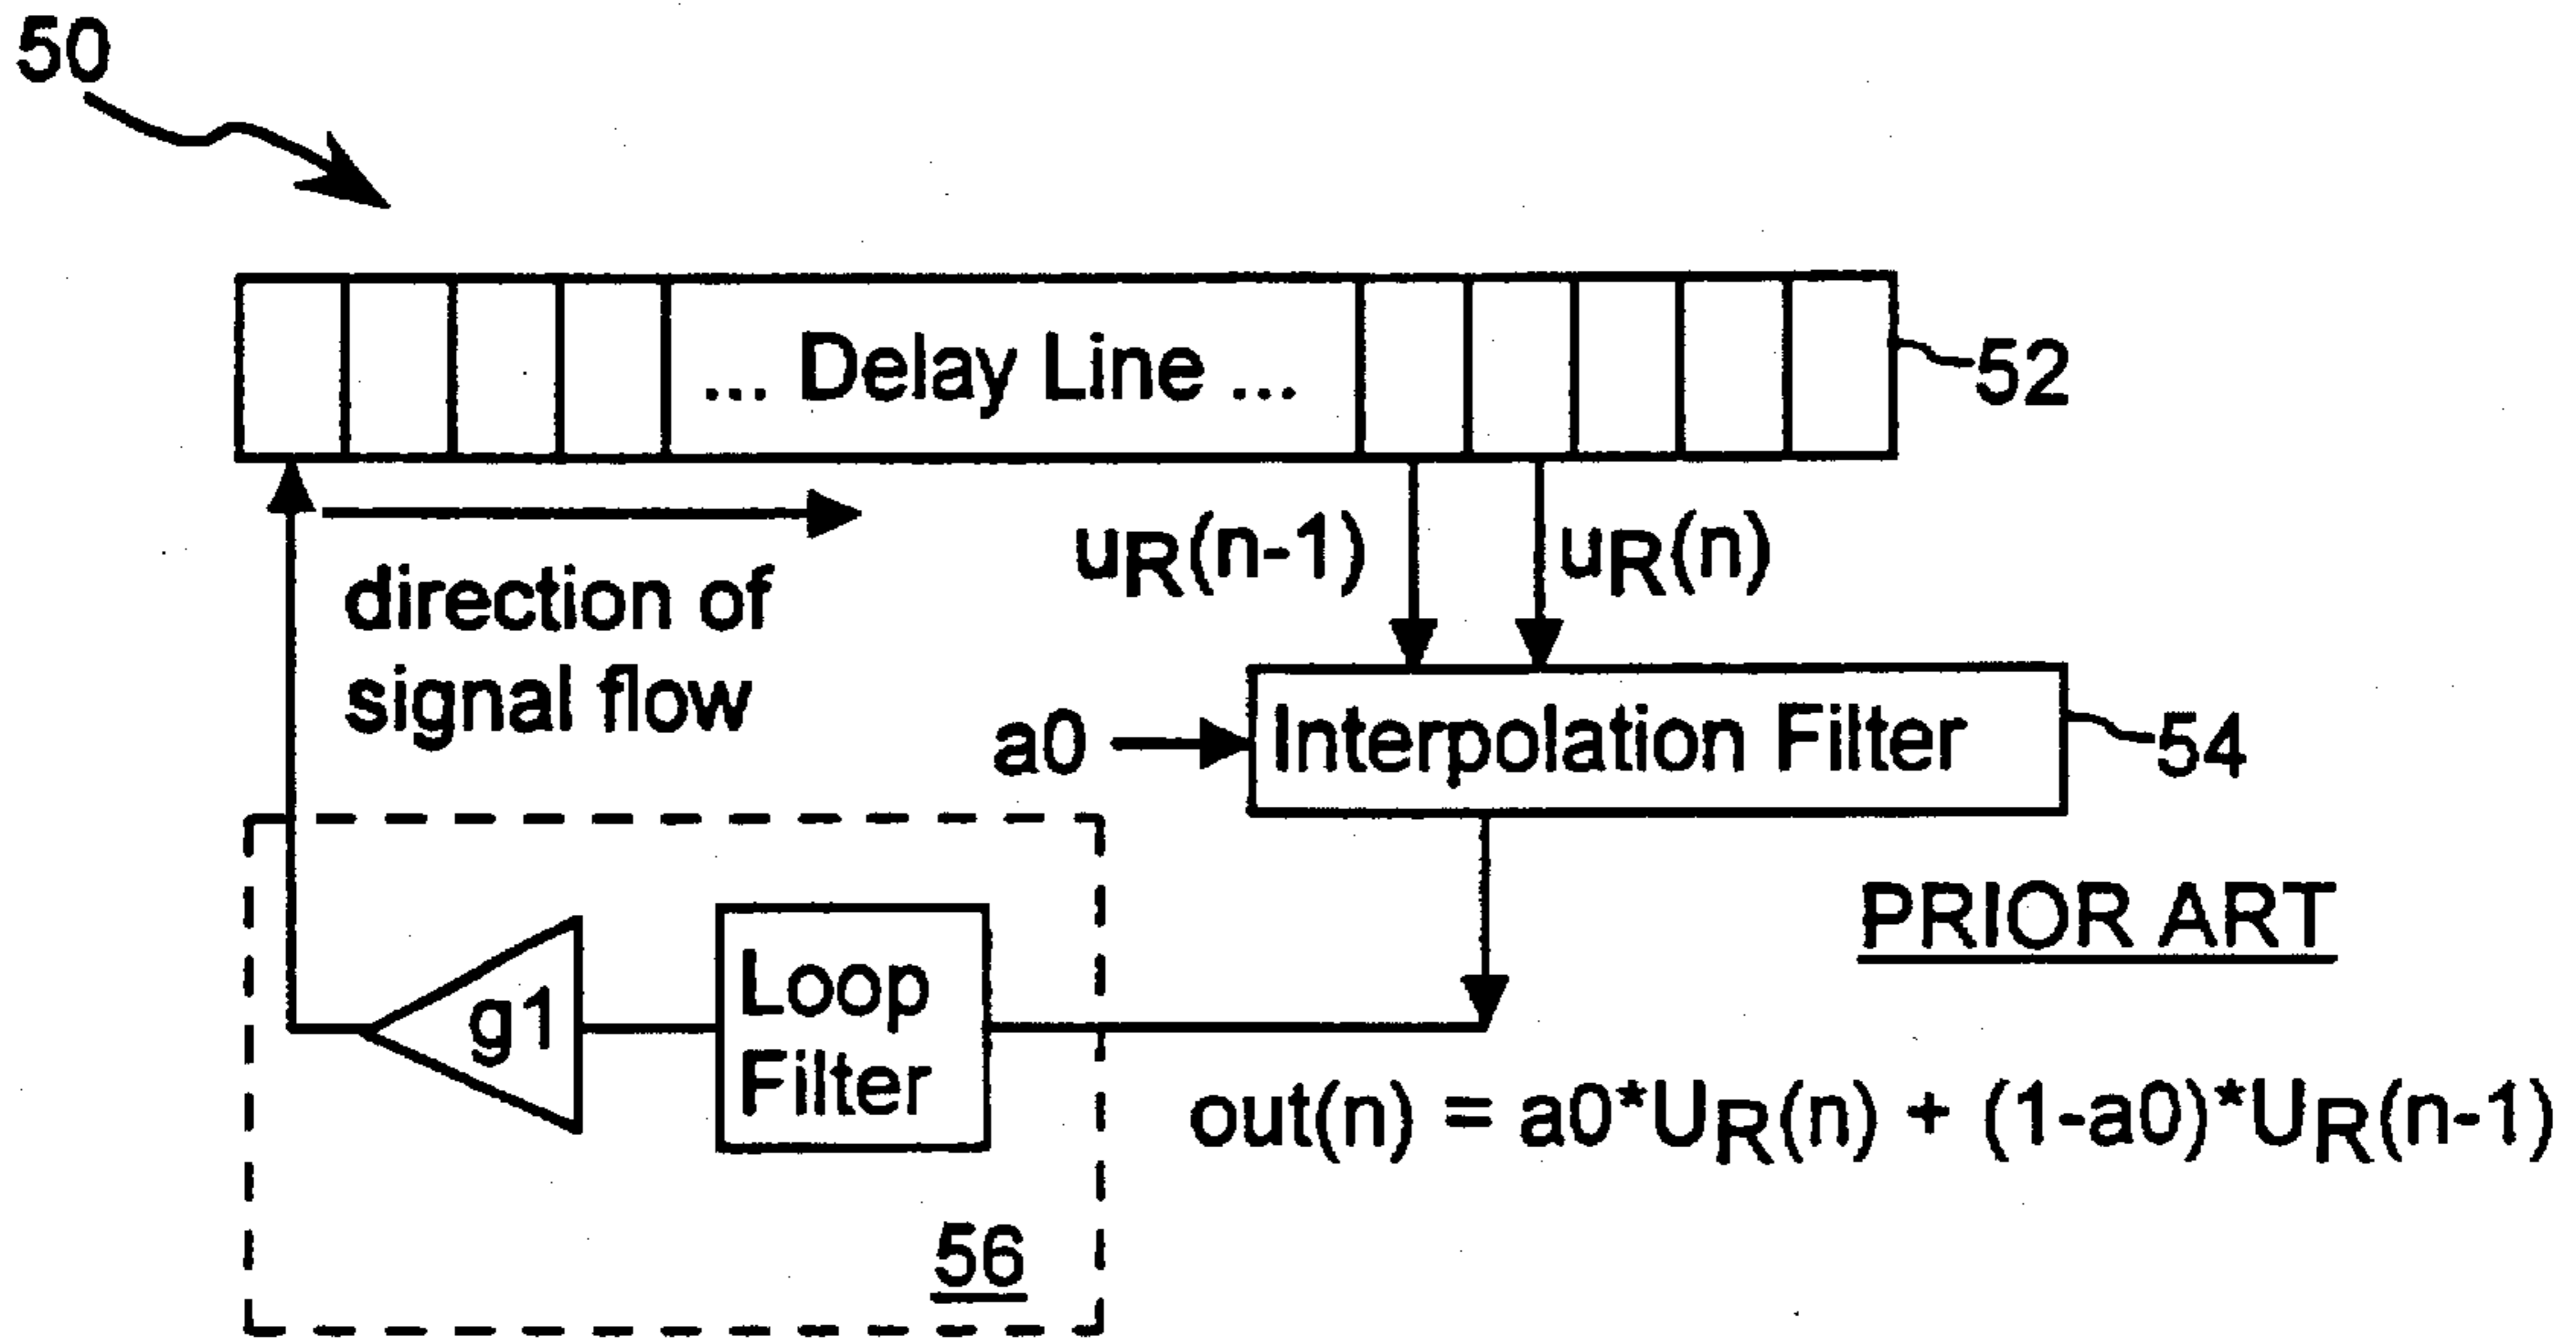 50
... Delay Line ...
52
direction of
signal flow
uR(n-1)
uR(n)
a0
Interpolation Filter
54
PRIOR ART
g1
Loop
Filter
out(n) = a0*UR(n) + (1-a0)*UR(n-1)
56